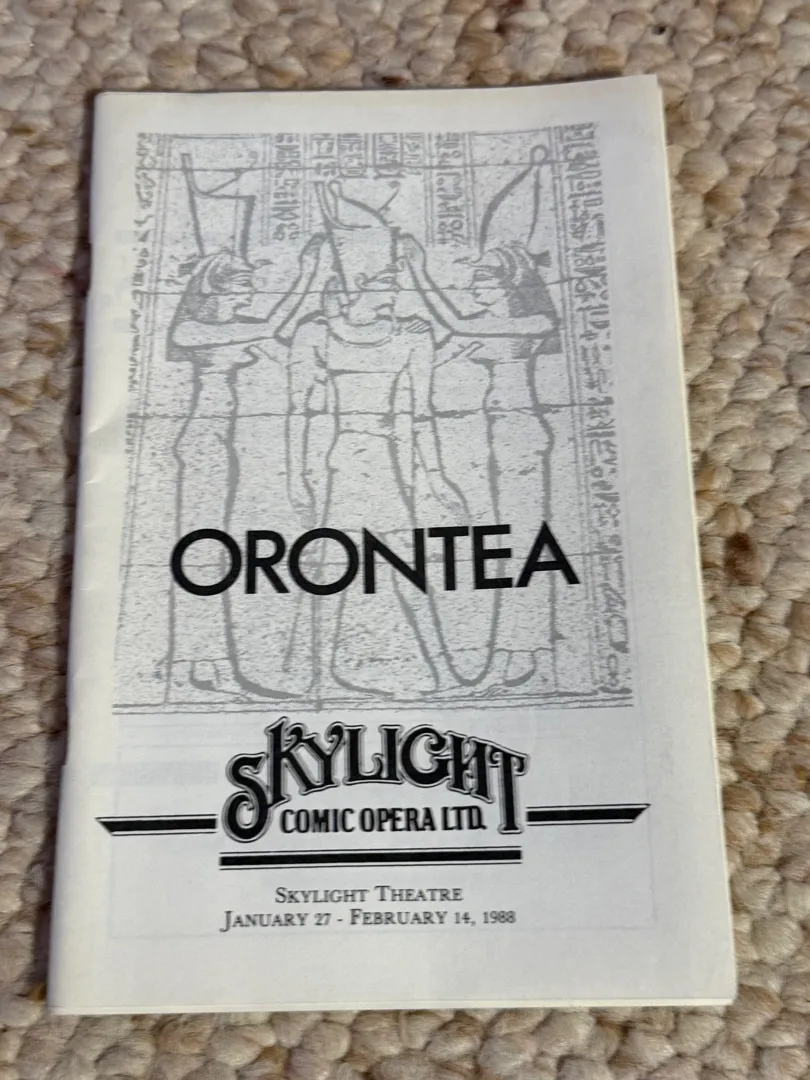 ORONTEA
SKYLIGHT
COMIC OPERA LTD.
SKYLIGHT THEATRE
JANUARY 27 - FEBRUARY 14, 1988